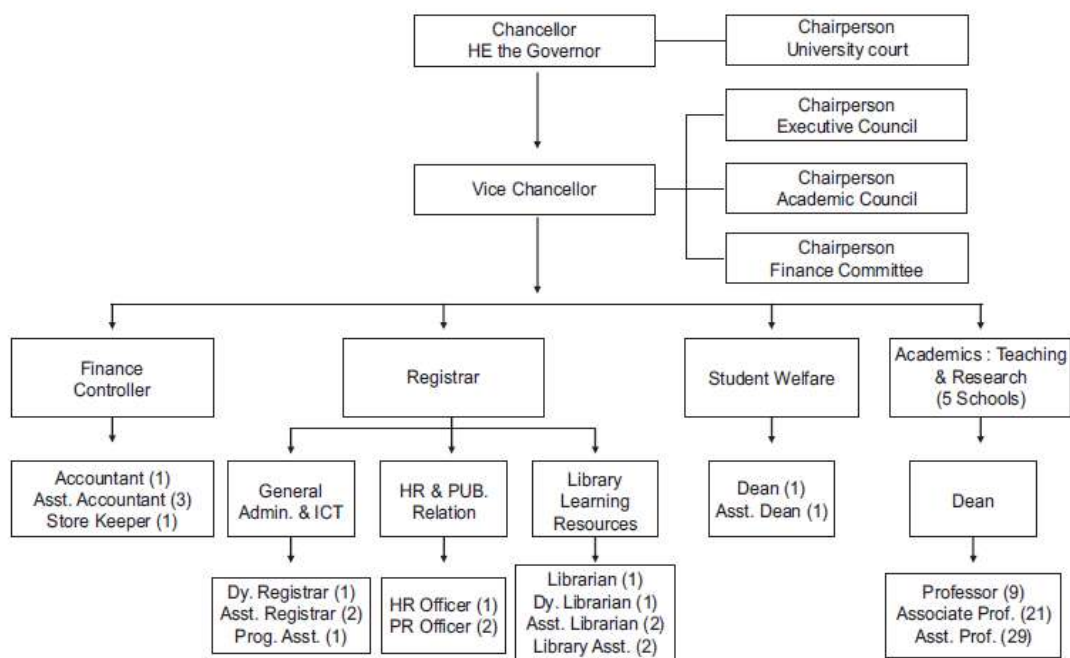 Chancellor
HE the Governor
Chairperson
University court
Chairperson
Executive Council
Vice Chancellor
Chairperson
Academic Council
Chairperson
Finance Committee
Finance
Controller
Registrar
Student Welfare
Academics : Teaching
& Research
(5 Schools)
Accountant (1)
Asst. Accountant (3)
Store Keeper (1)
General
Admin. & ICT
HR & PUB.
Relation
Library
Learning
Resources
Dean (1)
Asst. Dean (1)
Dean
Dy. Registrar (1)
Asst. Registrar (2)
Prog. Asst. (1)
HR Officer (1)
PR Officer (2)
Librarian (1)
Dy. Librarian (1)
Asst. Librarian (2)
Library Asst. (2)
Professor (9)
Associate Prof. (21)
Asst. Prof. (29)